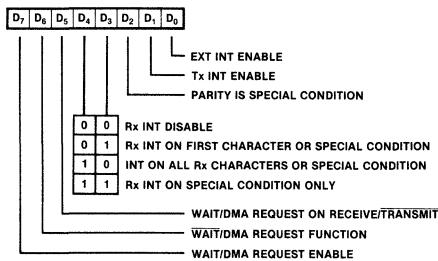 D7 D6 D5 D4 D3 D2 D1 D0
EXT INT ENABLE
Tx INT ENABLE
PARITY IS SPECIAL CONDITION
0 0 Rx INT DISABLE
0 1 Rx INT ON FIRST CHARACTER OR SPECIAL CONDITION
1 0 INT ON ALL Rx CHARACTERS OR SPECIAL CONDITION
1 1 Rx INT ON SPECIAL CONDITION ONLY
WAIT/DMA REQUEST ON RECEIVE/TRANSMIT
WAIT/DMA REQUEST FUNCTION
WAIT/DMA REQUEST ENABLE